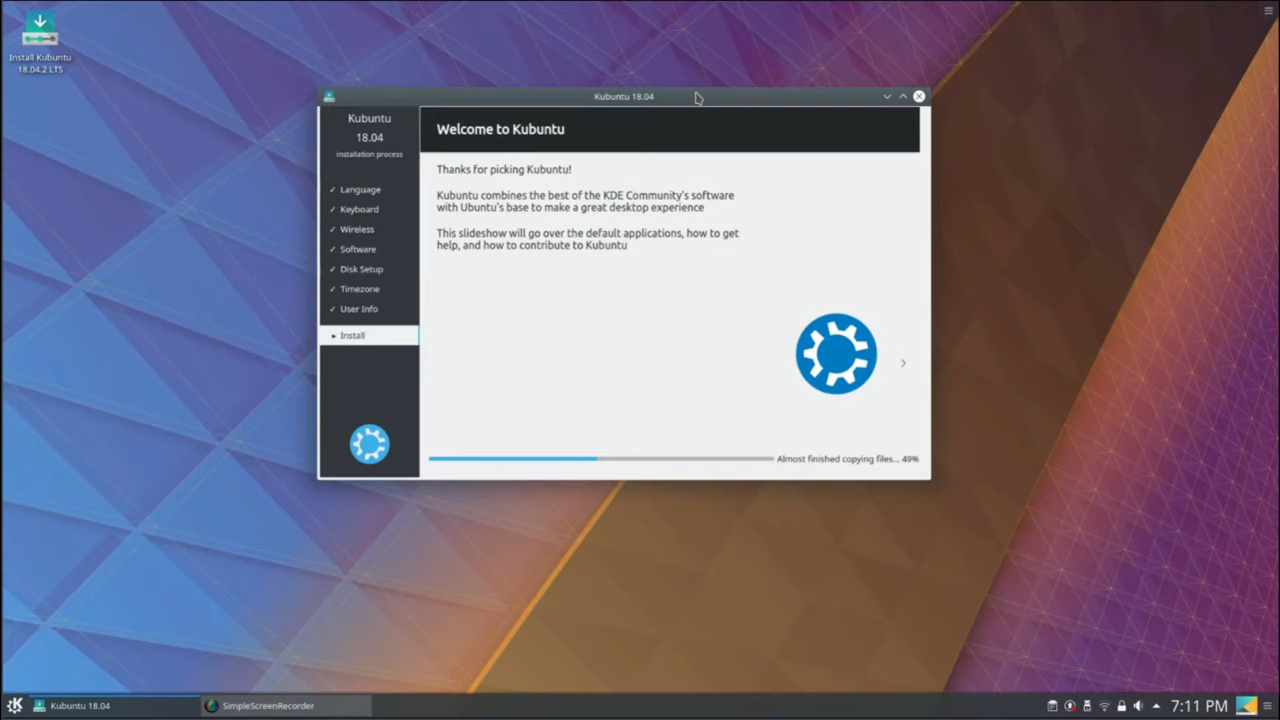 Install Kubuntu
18.04.2 LTS
Kubuntu 18.04
Kubuntu
18.04
installation process
✓ Language
✓ Keyboard
✓ Wireless
✓ Software
✓ Disk Setup
✓ Timezone
✓ User Info
▸ Install
Welcome to Kubuntu
Thanks for picking Kubuntu!
Kubuntu combines the best of the KDE Community's software
with Ubuntu's base to make a great desktop experience
This slideshow will go over the default applications, how to get
help, and how to contribute to Kubuntu
Almost finished copying files... 49%
Kubuntu 18.04
SimpleScreenRecorder
7:11 PM